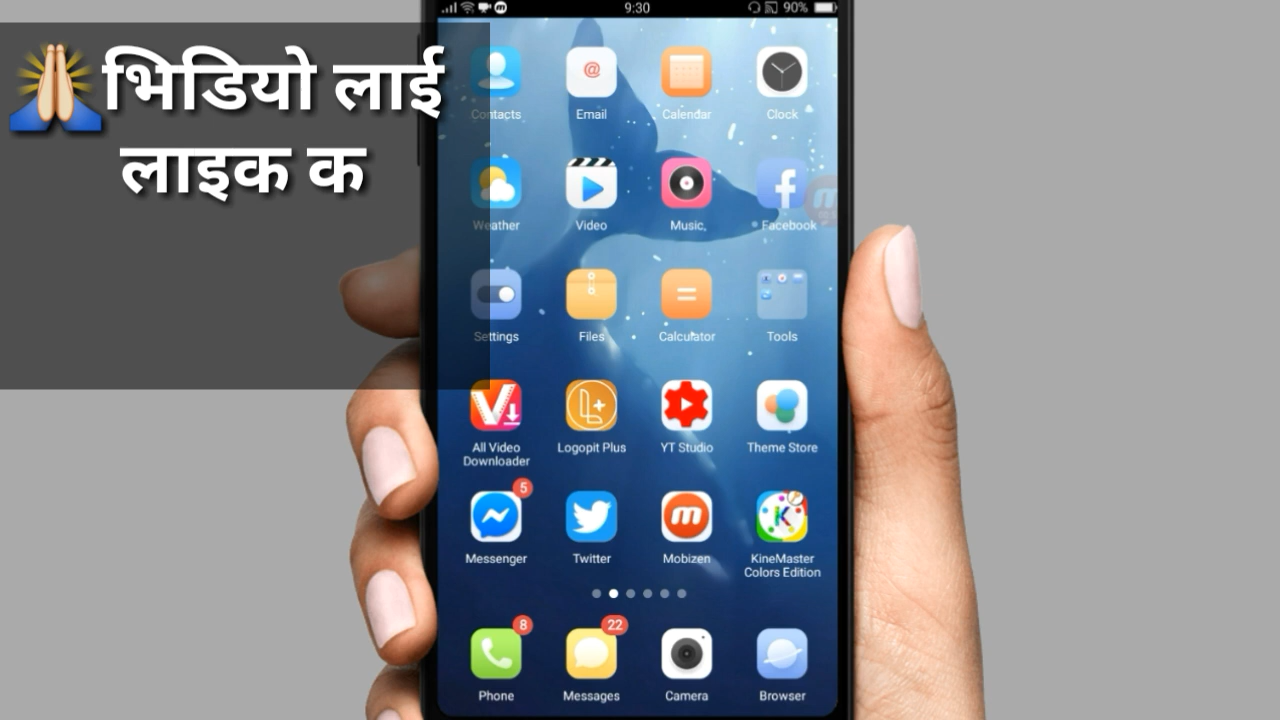 9:30
90%
🙏भिडियो लाई
लाइक क
Contacts
Email
Calendar
Clock
Weather
Video
Music,
Facebook
Settings
Files
Calculator
Tools
All Video
Downloader
Logopit Plus
YT Studio
Theme Store
5
Messenger
Twitter
Mobizen
KineMaster
Colors Edition
8
22
Phone
Messages
Camera
Browser